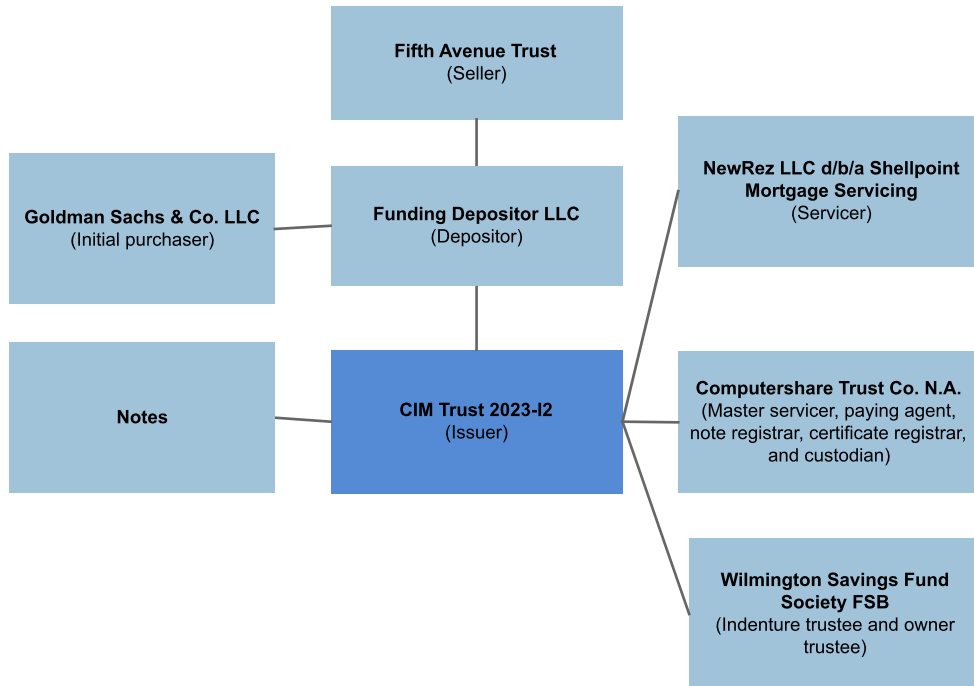 Fifth Avenue Trust
(Seller)
Goldman Sachs & Co. LLC
(Initial purchaser)
Funding Depositor LLC
(Depositor)
NewRez LLC d/b/a Shellpoint
Mortgage Servicing
(Servicer)
Notes
CIM Trust 2023-I2
(Issuer)
Computershare Trust Co. N.A.
(Master servicer, paying agent,
note registrar, certificate registrar,
and custodian)
Wilmington Savings Fund
Society FSB
(Indenture trustee and owner
trustee)